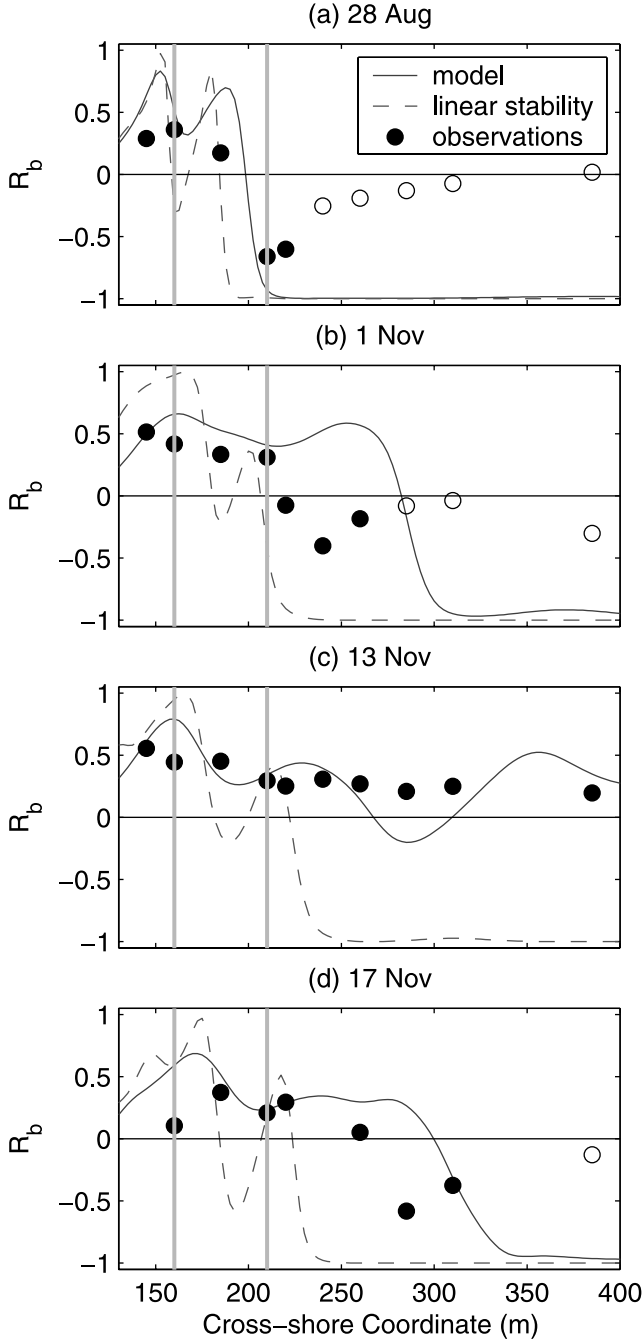 (a) 28 Aug
1
0.5
0
−0.5
−1
R_b
model
linear stability
observations
(b) 1 Nov
1
0.5
0
−0.5
−1
R_b
(c) 13 Nov
1
0.5
0
−0.5
−1
R_b
(d) 17 Nov
1
0.5
0
−0.5
−1
R_b
150 200 250 300 350 400
Cross−shore Coordinate (m)